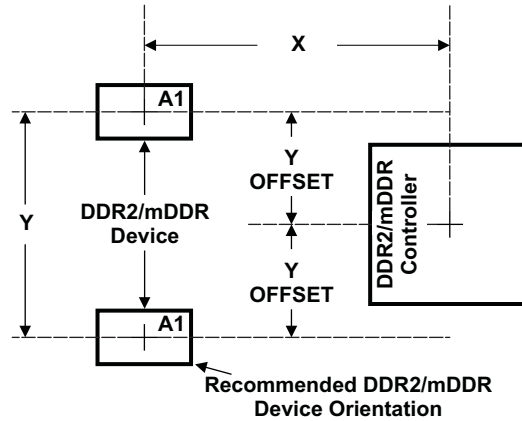 X
A1
Y
OFFSET
DDR2/mDDR
Controller
Y
DDR2/mDDR
Device
Y
OFFSET
A1
Recommended DDR2/mDDR
Device Orientation